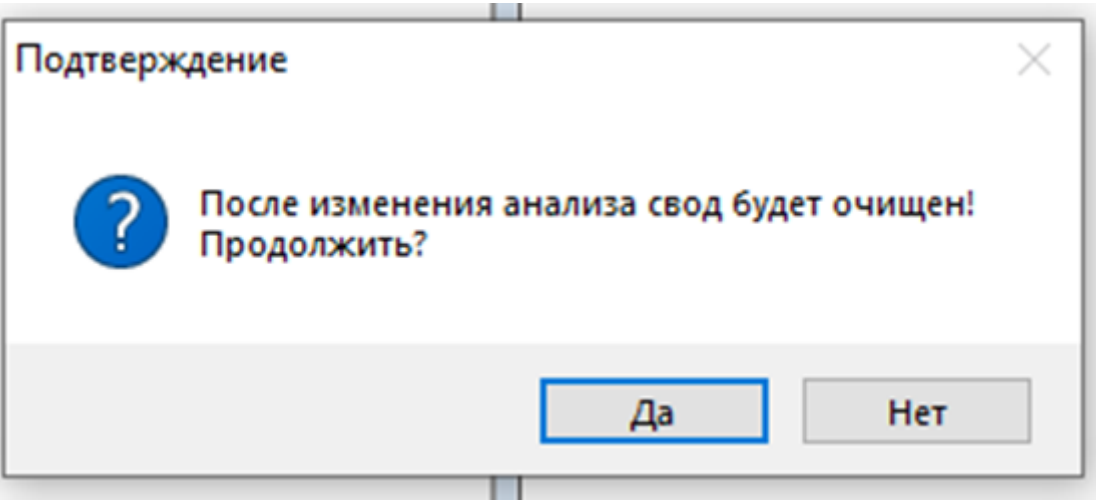 Подтверждение
После изменения анализа свод будет очищен!
Продолжить?
Да
Нет